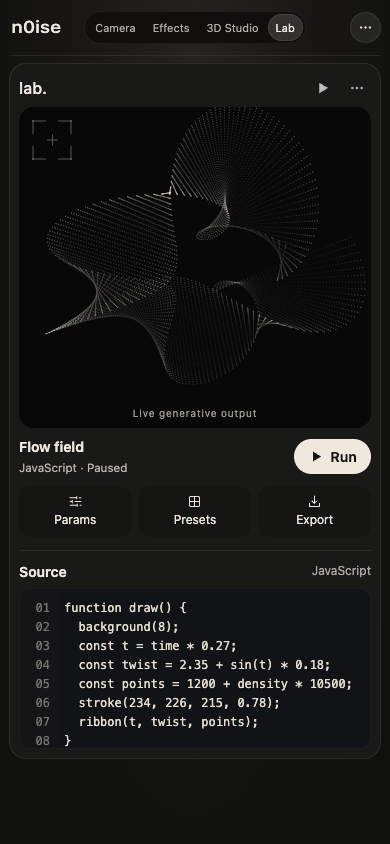 n0ise
Camera Effects 3D Studio Lab
lab.
Live generative output
Flow field
JavaScript · Paused
Run
Params Presets Export
Source JavaScript
01 function draw() {
02   background(8);
03   const t = time * 0.27;
04   const twist = 2.35 + sin(t) * 0.18;
05   const points = 1200 + density * 10500;
06   stroke(234, 226, 215, 0.78);
07   ribbon(t, twist, points);
08 }